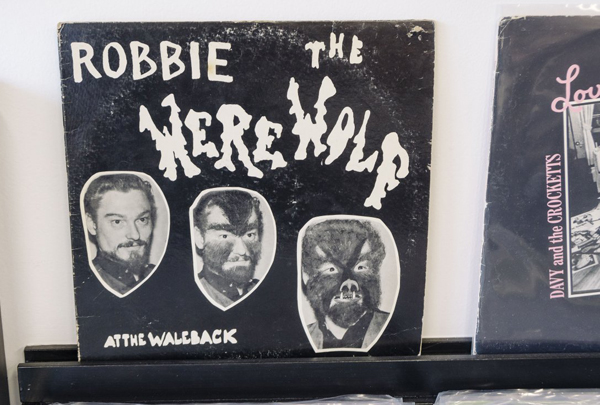 ROBBIE THE
WEREWOLF
AT THE WALEBACK
DAVY and the CROCKETTS